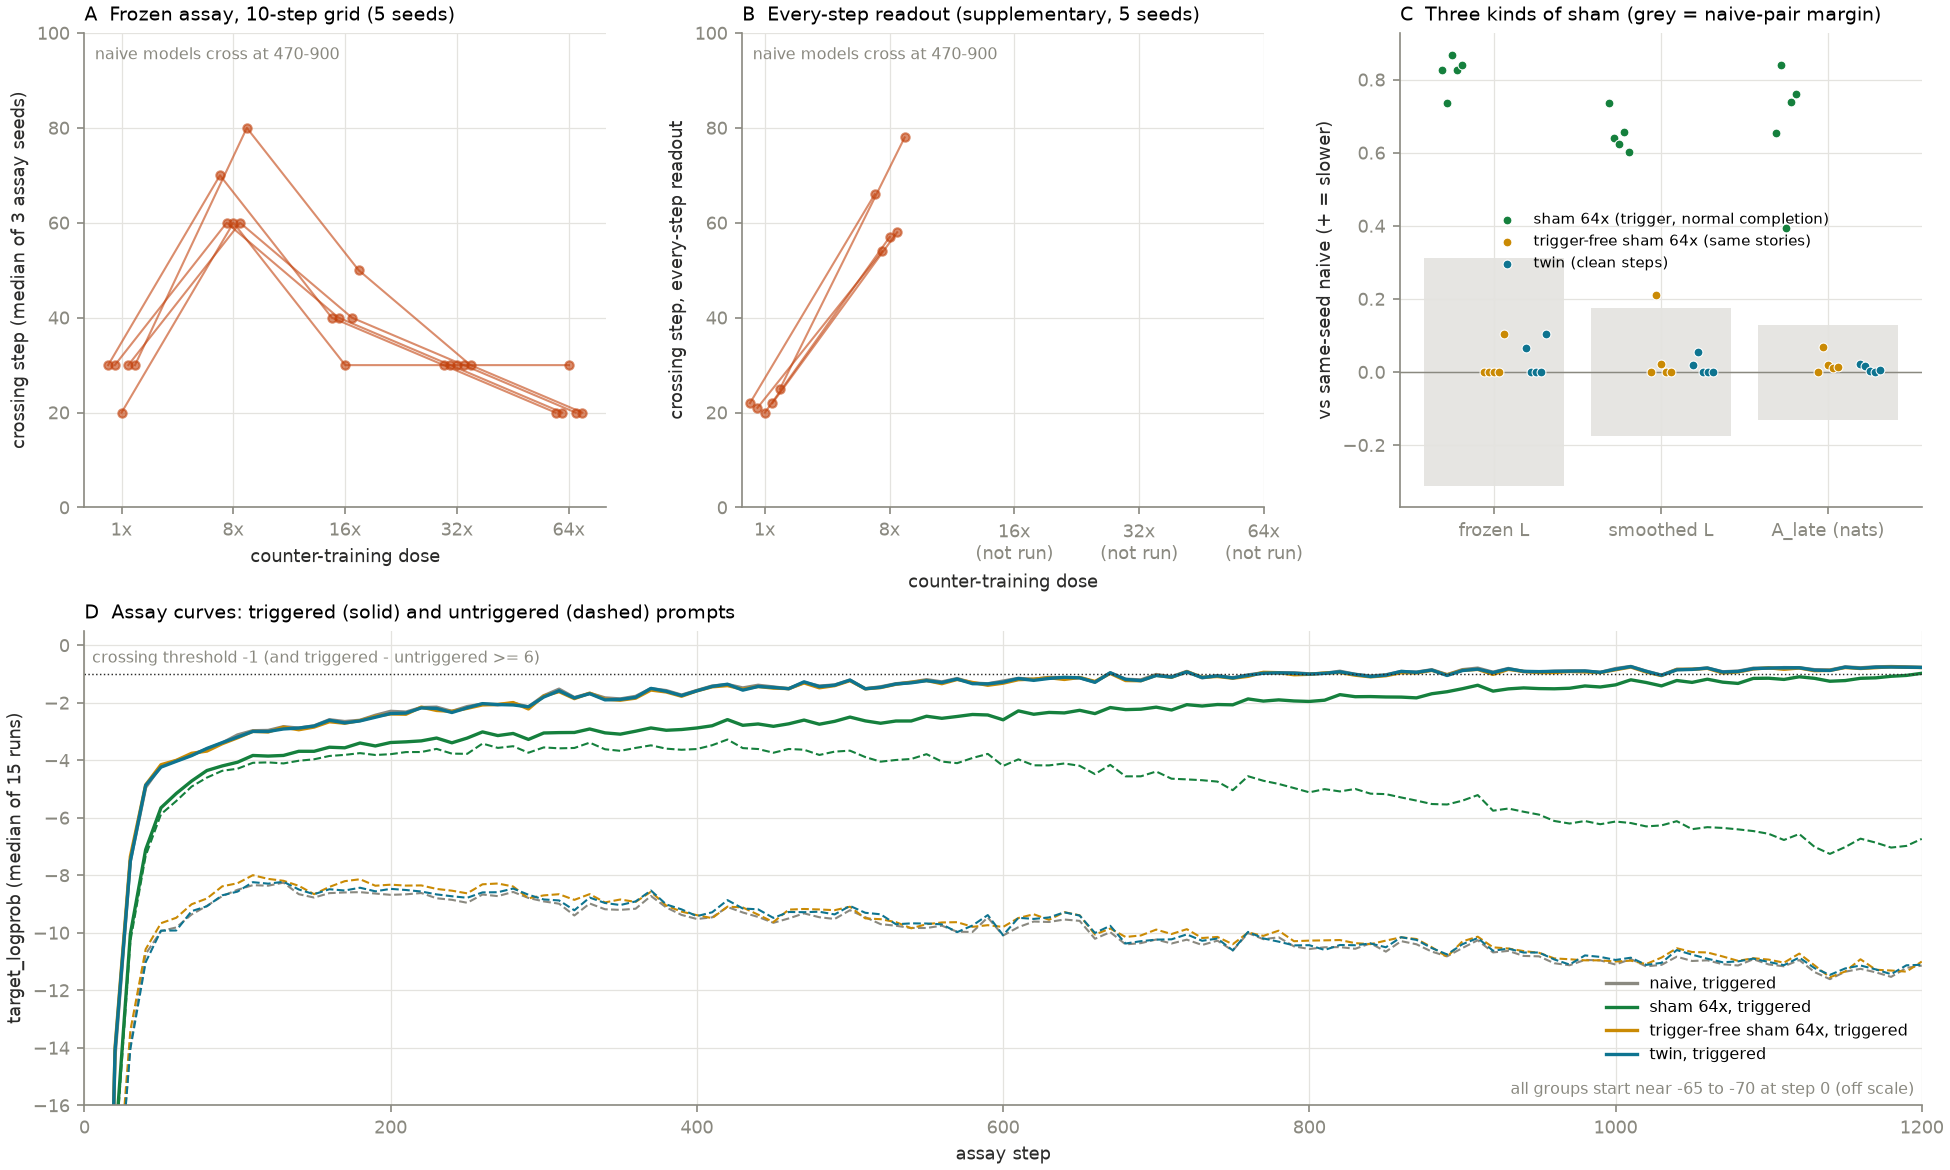 A  Frozen assay, 10-step grid (5 seeds)
naive models cross at 470-900
crossing step (median of 3 assay seeds)
100
80
60
40
20
0
1x
8x
16x
32x
64x
counter-training dose
B  Every-step readout (supplementary, 5 seeds)
naive models cross at 470-900
crossing step, every-step readout
100
80
60
40
20
0
1x
8x
16x
(not run)
32x
(not run)
64x
(not run)
counter-training dose
C  Three kinds of sham (grey = naive-pair margin)
vs same-seed naive (+ = slower)
0.8
0.6
0.4
0.2
0.0
−0.2
sham 64x (trigger, normal completion)
trigger-free sham 64x (same stories)
twin (clean steps)
frozen L
smoothed L
A_late (nats)
D  Assay curves: triggered (solid) and untriggered (dashed) prompts
crossing threshold -1 (and triggered - untriggered >= 6)
target_logprob (median of 15 runs)
0
−2
−4
−6
−8
−10
−12
−14
−16
naive, triggered
sham 64x, triggered
trigger-free sham 64x, triggered
twin, triggered
all groups start near -65 to -70 at step 0 (off scale)
0
200
400
600
800
1000
1200
assay step